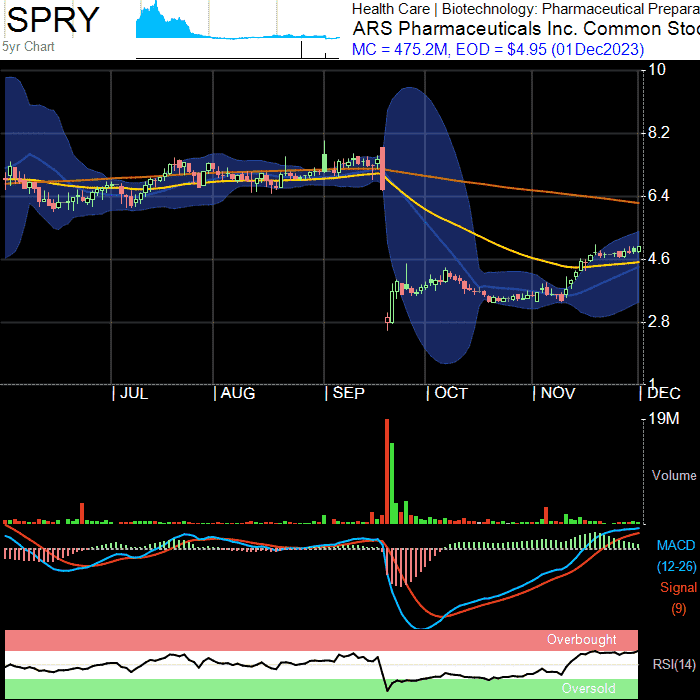 SPRY
5yr Chart
Health Care | Biotechnology: Pharmaceutical Prepara
ARS Pharmaceuticals Inc. Common Stoc
MC = 475.2M, EOD = $4.95 (01Dec2023)
10
8.2
6.4
4.6
2.8
1
| JUL | AUG | SEP | OCT | NOV | DEC
19M
Volume
MACD
(12-26)
Signal
(9)
Overbought
RSI(14)
Oversold